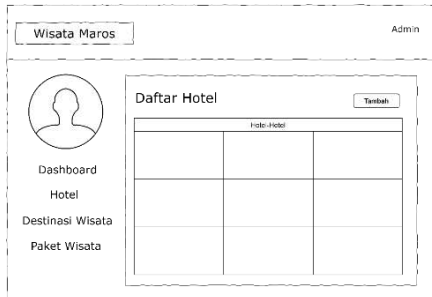 Wisata Maros
Admin
Daftar Hotel
Tambah
Hotel-Hotel
Dashboard
Hotel
Destinasi Wisata
Paket Wisata